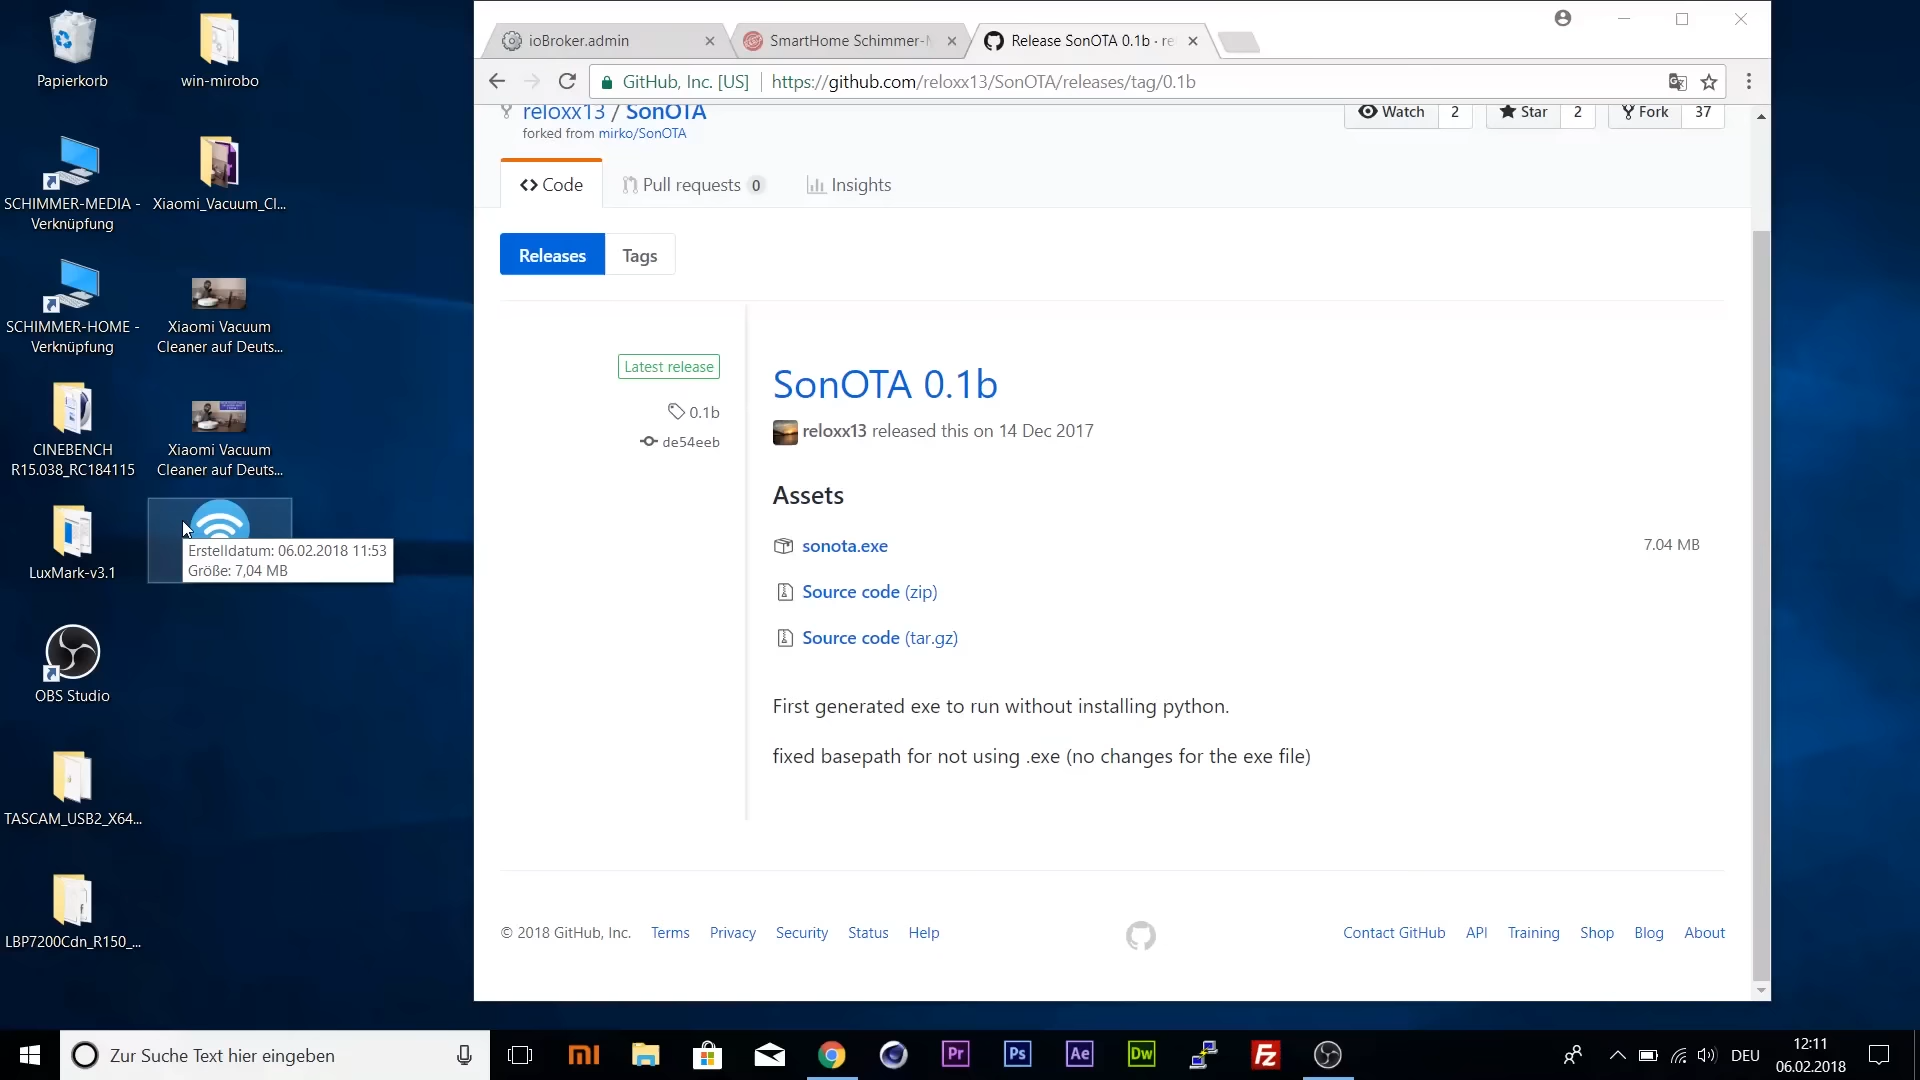 Papierkorb
win-mirobo
SCHIMMER-MEDIA -
Verknüpfung
Xiaomi_Vacuum_Cl...
SCHIMMER-HOME -
Verknüpfung
Xiaomi Vacuum
Cleaner auf Deuts...
CINEBENCH
R15.038_RC184115
Xiaomi Vacuum
Cleaner auf Deuts...
LuxMark-v3.1
Erstelldatum: 06.02.2018 11:53
Größe: 7,04 MB
OBS Studio
TASCAM_USB2_X64...
LBP7200Cdn_R150_...
ioBroker.admin
SmartHome Schimmer-
Release SonOTA 0.1b · re
GitHub, Inc. [US]
https://github.com/reloxx13/SonOTA/releases/tag/0.1b
reloxx13 / SonOTA
forked from mirko/SonOTA
Watch 2
Star 2
Fork 37
Code
Pull requests 0
Insights
Releases
Tags
Latest release
0.1b
de54eeb
SonOTA 0.1b
reloxx13 released this on 14 Dec 2017
Assets
sonota.exe
7.04 MB
Source code (zip)
Source code (tar.gz)
First generated exe to run without installing python.
fixed basepath for not using .exe (no changes for the exe file)
© 2018 GitHub, Inc.
Terms
Privacy
Security
Status
Help
Contact GitHub
API
Training
Shop
Blog
About
Zur Suche Text hier eingeben
mi
Pr
Ps
Ae
Dw
Fz
DEU
12:11
06.02.2018